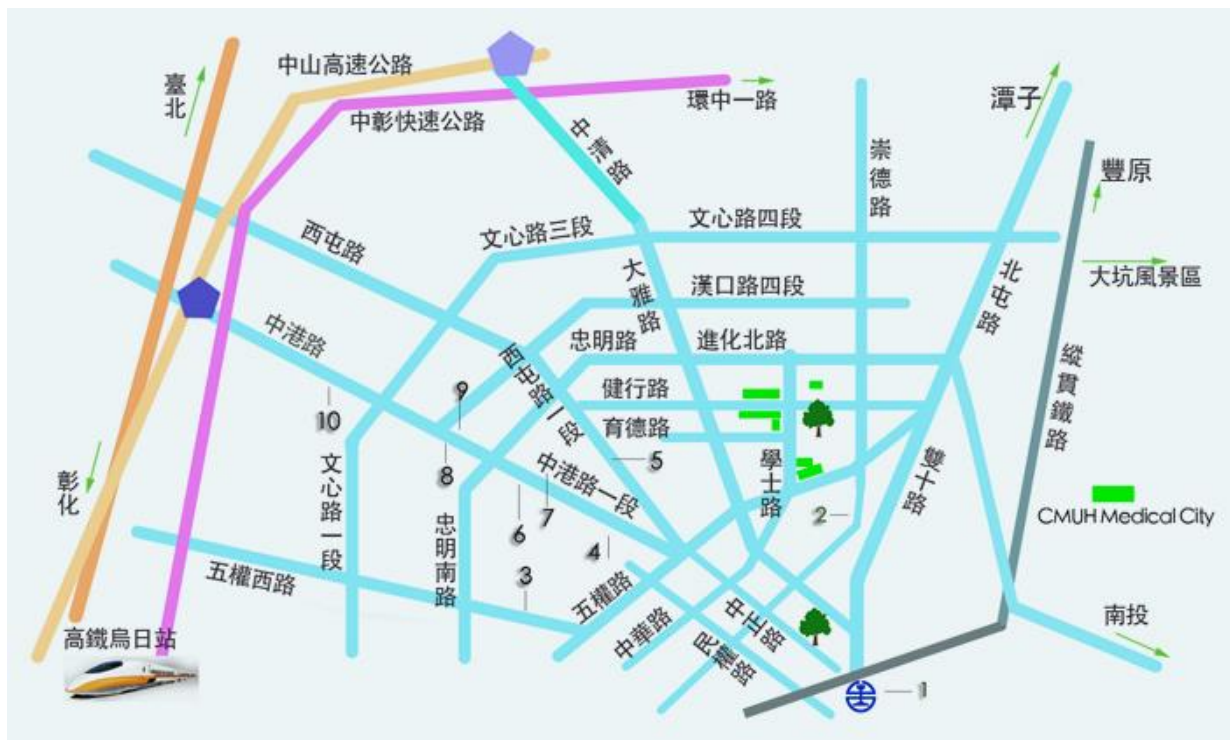 中山高速公路
臺北
中彰快速公路
環中一路
潭子
中清路
崇德路
豐原
文心路四段
文心路三段
西屯路
大雅路
北屯路
大坑風景區
漢口路四段
中港路
忠明路
進化北路
縱貫鐵路
西屯路一段
健行路
9
10
育德路
5
8
中港路一段
學士路
雙十路
彰化
文心路一段
7
6
2
CMUH Medical City
忠明南路
4
3
五權西路
五權路
中正路
南投
中華路
民權路
高鐵烏日站
1